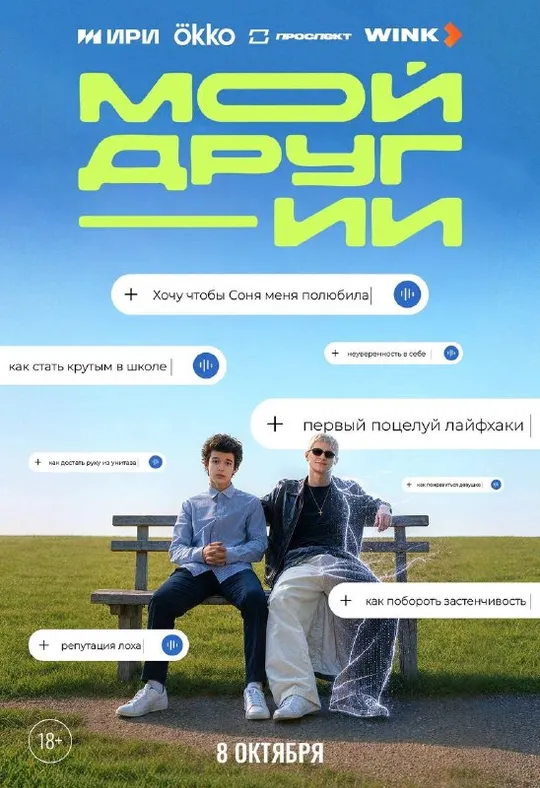 ИРИ ökko ПРОСПЕКТ WINK
МОЙ
ДРУГ
— ИИ
+ Хочу чтобы Соня меня полюбила
как стать крутым в школе
+ неуверенность в себе
+ первый поцелуй лайфхаки
+ как достать руку из унитаза
+ как понравиться девушке
+ как побороть застенчивость
+ репутация лоха
18+
8 ОКТЯБРЯ